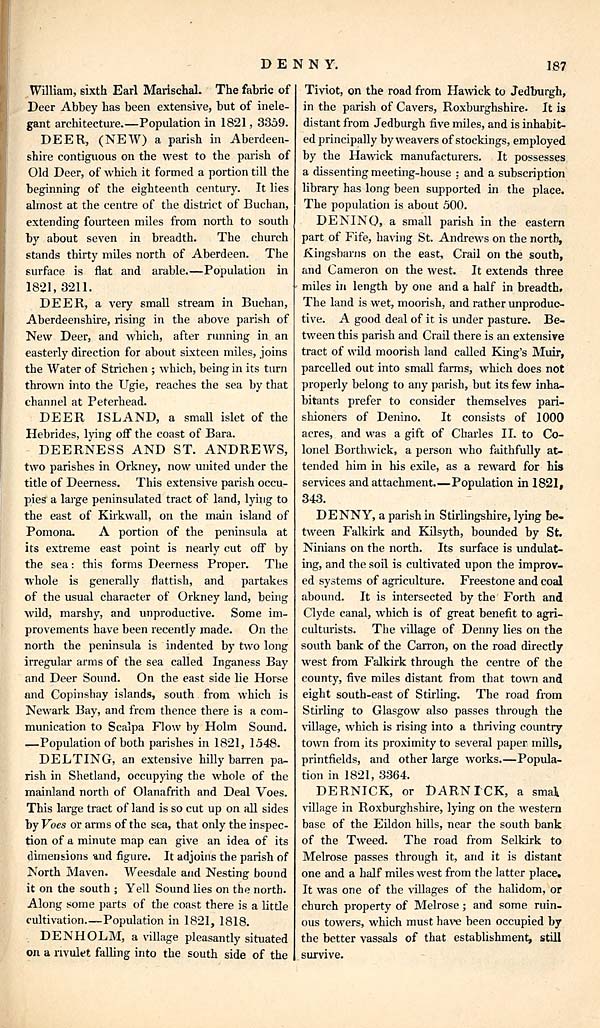 DENNY.
187
William, sixth Earl Marischal. The fabric of
Deer Abbey has been extensive, but of inele-
gant architecture.—Population in 1821, 3359.
DEER, (NEW) a parish in Aberdeen-
shire contiguous on the west to the parish of
Old Deer, of which it formed a portion till the
beginning of the eighteenth century. It lies
almost at the centre of the district of Buchan,
extending fourteen miles from north to south
by about seven in breadth. The church
stands thirty miles north of Aberdeen. The
surface is flat and arable.—Population in
1821, 3211.
DEER, a very small stream in Buchan,
Aberdeenshire, rising in the above parish of
New Deer, and which, after running in an
easterly direction for about sixteen miles, joins
the Water of Strichen ; which, being in its turn
thrown into the Ugie, reaches the sea by that
channel at Peterhead.
DEER ISLAND, a small islet of the
Hebrides, lying off the coast of Bara.
DEERNESS AND ST. ANDREWS,
two parishes in Orkney, now united under the
title of Deerness. This extensive parish occu-
pies a large peninsulated tract of land, lying to
the east of Kirkwall, on the main island of
Pomona. A portion of the peninsula at
its extreme east point is nearly cut off by
the sea: this forms Deerness Proper. The
whole is generally flattish, and partakes
of the usual character of Orkney land, being
wild, marshy, and unproductive. Some im-
provements have been recently made. On the
north the peninsula is indented by two long
irregular arms of the sea called Inganess Bay
and Deer Sound. On the east side lie Horse
and Copinshay islands, south from which is
Newark Bay, and from thence there is a com-
munication to Scalpa Flow by Holm Sound.
—Population of both parishes in 1821, 1548.
DELTING, an extensive hilly barren pa-
rish in Shetland, occupying the whole of the
mainland north of Olanafrith and Deal Voes.
This large tract of land is so cut up on all sides
by Voes or arms of the sea, that only the inspec-
tion of a minute map can give an idea of its
dimensions and figure. It adjoins the parish of
North Maven. Weesdale and Nesting bound
it on the south ; Yell Sound lies on the north.
Along some parts of the coast there is a little
cultivation.—Population in 1821, 1818.
DENHOLM, a village pleasantly situated
on a rivulet falling into the south side of the
Tiviot, on the road from Hawick to Jedburgh,
in the parish of Cavers, Roxburghshire. It is
distant from Jedburgh five miles, and is inhabit-
ed principally by weavers of stockings, employed
by the Hawick manufacturers. It possesses
a dissenting meeting-house ; and a subscription
library has long been supported in the place.
The population is about 500.
DENINO, a small parish in the eastern
part of Fife, having St. Andrews on the north,
Kingsbarns on the east, Crail on the south,
and Cameron on the west. It extends three
miles in length by one and a half in breadth.
The land is wet, moorish, and rather unproduc-
tive. A good deal of it is under pasture. Be-
tween this parish and Crail there is an extensive
tract of wild moorish land called King's Muir,
parcelled out into small farms, which does not
properly belong to any parish, but its few inha-
bitants prefer to consider themselves pari-
shioners of Denino. It consists of 1000
acres, and was a gift of Charles II. to Co-
lonel Borthwick, a person who faithfully at-
tended him in his exile, as a reward for his
services and attachment.—Population in 1821,
343.
DENNY, a parish in Stirlingshire, lying be-
tween Falkirk and Kilsyth, bounded by St.
Ninians on the north. Its surface is undulat-
ing, and the soil is cultivated upon the improv-
ed systems of agriculture. Freestone and coal
abound. It is intersected by the Forth and
Clyde canal, which is of great benefit to agri-
culturists. The village of Denny lies on the
south bank of the Carron, on the road directly
west from Falkirk through the centre of the
county, five miles distant from that town and
eight south-east of Stirling. The road from
Stirling to Glasgow also passes through the
village, which is rising into a thriving country
town from its proximity to several paper mills,
printfields, and other large works.—Popula-
tion in 1821, 3364.
DERNICK, or DARNICK, a small
village in Roxburghshire, lying on the western
base of the Eildon hills, near the south bank
of the Tweed. The road from Selkirk to
Melrose passes through it, and it is distant
one and a half miles west from the latter place.
It was one of the villages of the halidom, or
church property of Melrose ; and some ruin-
ous towers, which must have been occupied by
the better vassals of that establishment, still
survive.